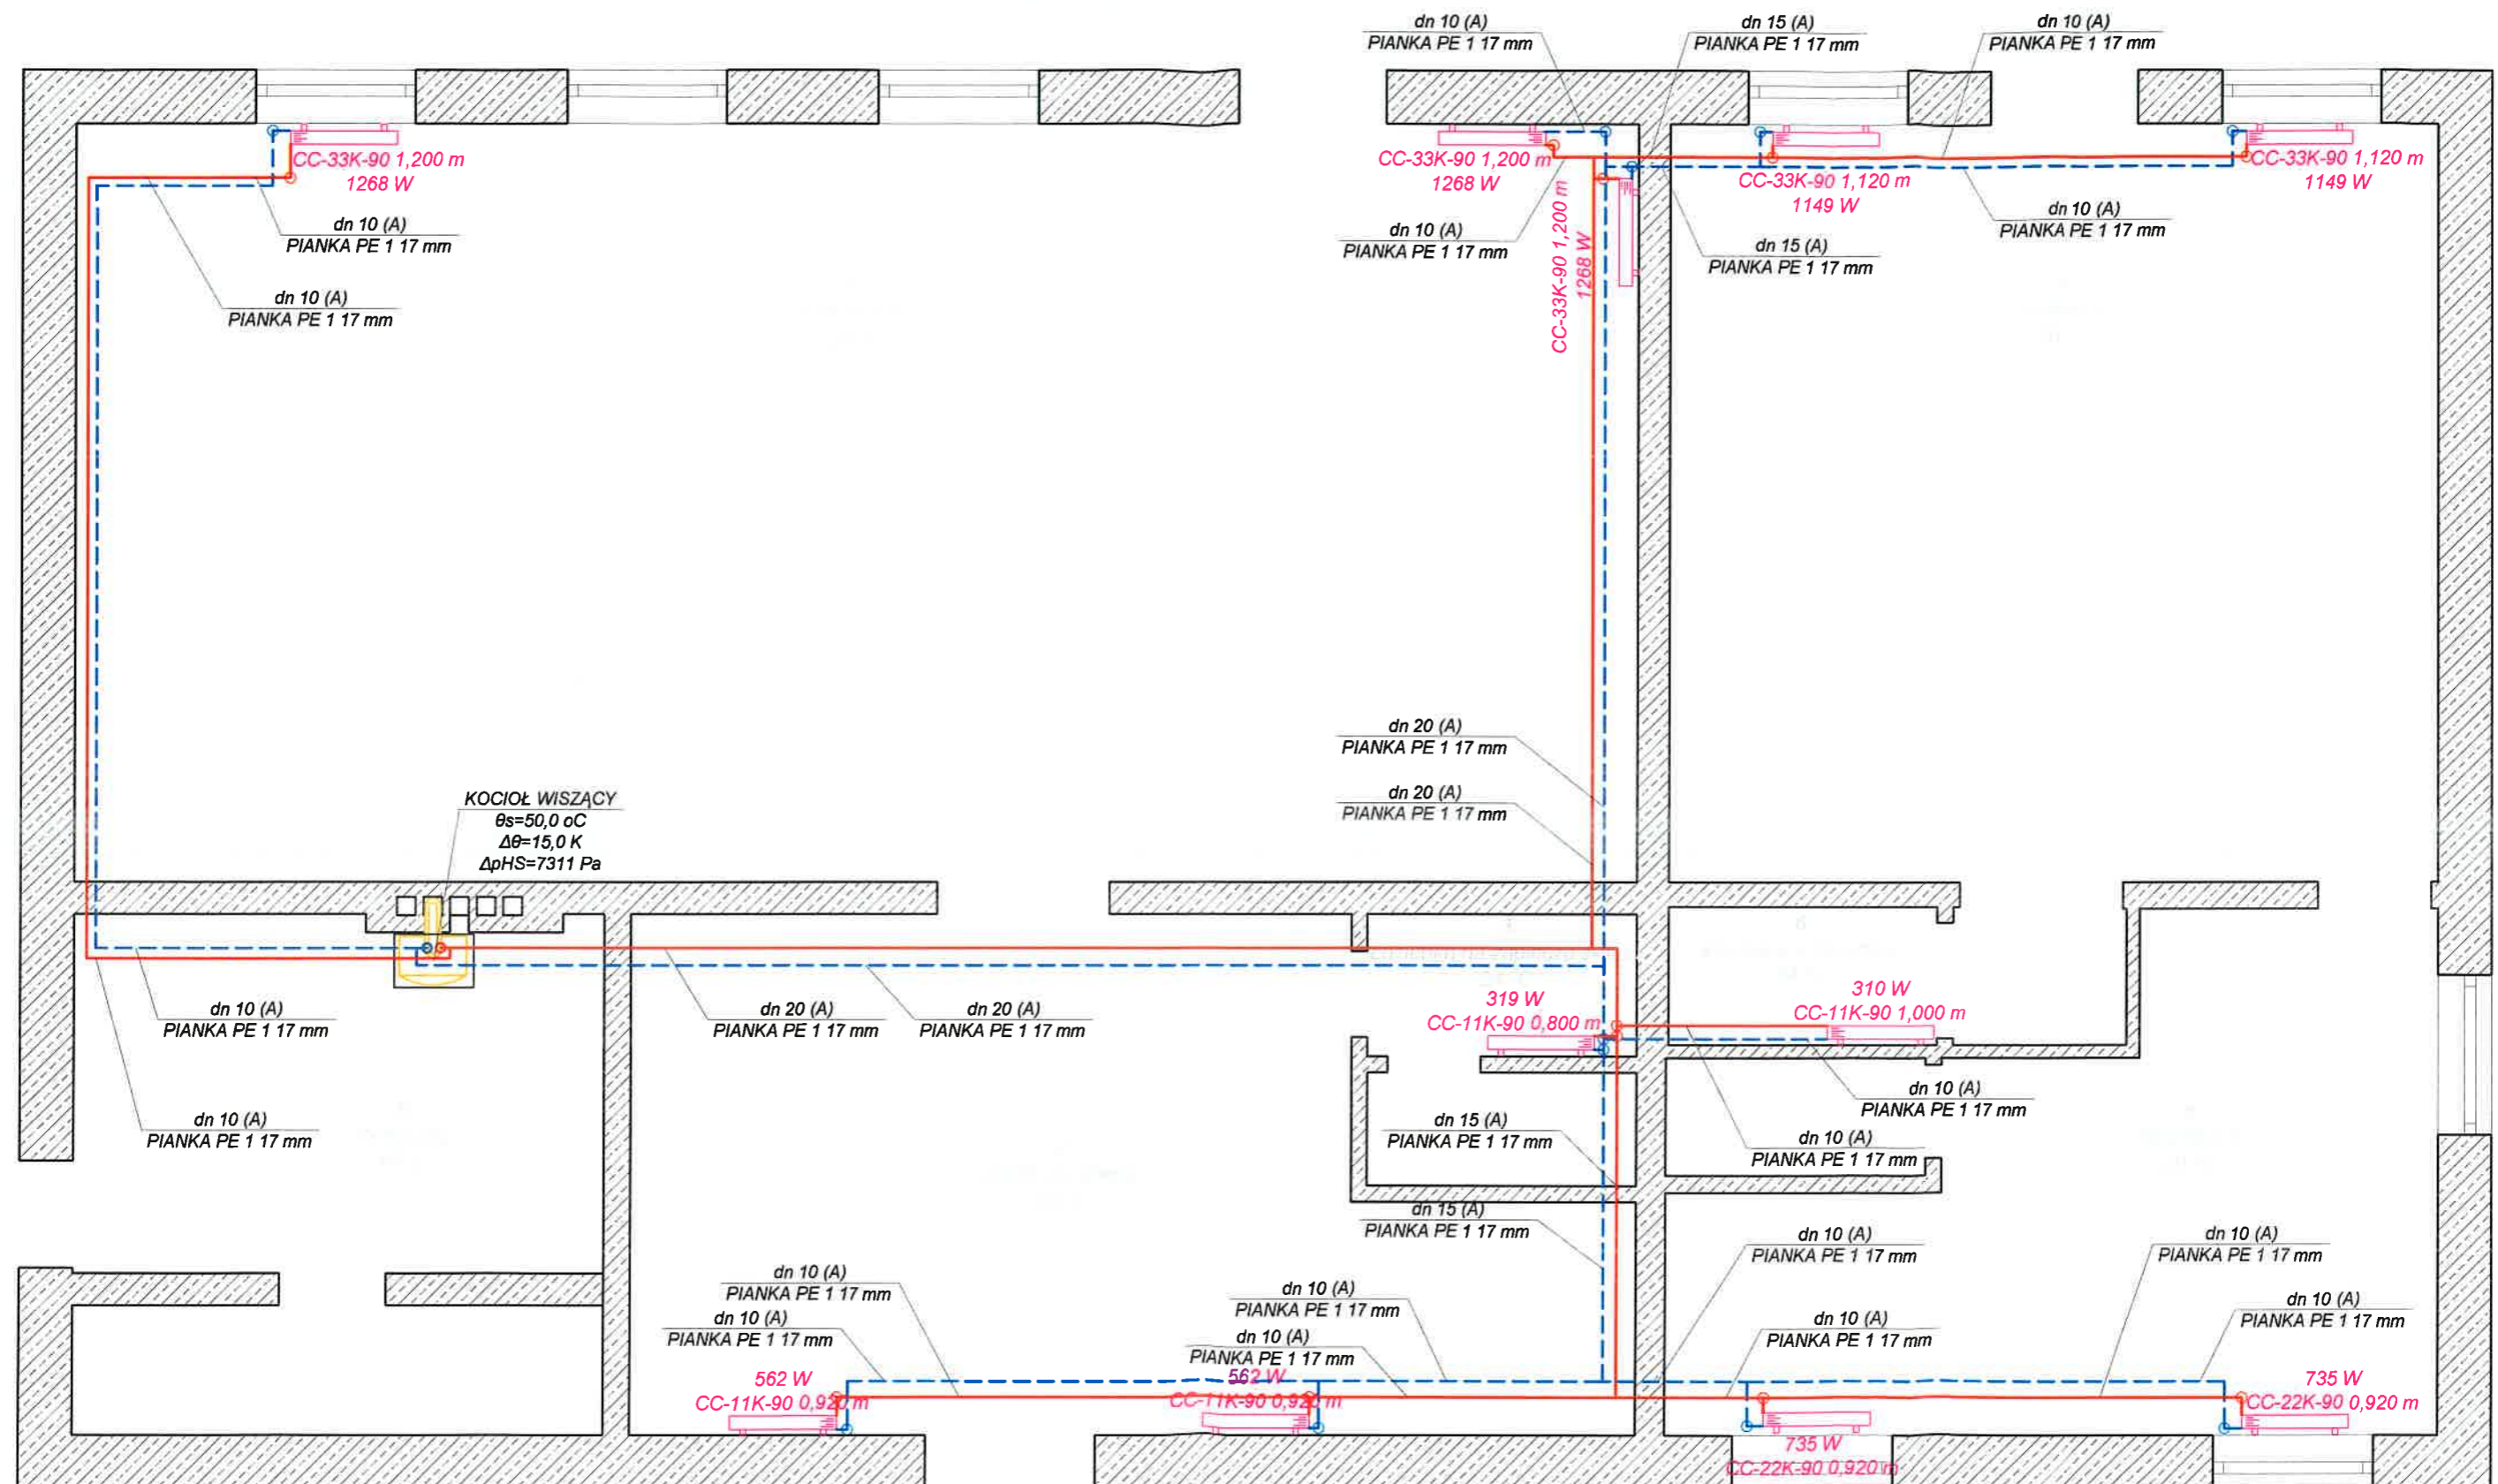 dn 10 (A)
PIANKA PE 1 17 mm
dn 15 (A)
PIANKA PE 1 17 mm
dn 10 (A)
PIANKA PE 1 17 mm
CC-33K-90 1,200 m
1268 W
CC-33K-90 1,200 m
1268 W
CC-33K-90 1,120 m
1149 W
CC-33K-90 1,120 m
1149 W
dn 10 (A)
PIANKA PE 1 17 mm
dn 10 (A)
PIANKA PE 1 17 mm
dn 10 (A)
PIANKA PE 1 17 mm
CC-33K-90 1,200 m
1268 W
dn 15 (A)
PIANKA PE 1 17 mm
dn 10 (A)
PIANKA PE 1 17 mm
dn 20 (A)
PIANKA PE 1 17 mm
dn 20 (A)
PIANKA PE 1 17 mm
KOCIOŁ WISZĄCY
θs=50,0 oC
Δθ=15,0 K
ΔpHS=7311 Pa
dn 10 (A)
PIANKA PE 1 17 mm
dn 20 (A)
PIANKA PE 1 17 mm
dn 20 (A)
PIANKA PE 1 17 mm
319 W
CC-11K-90 0,800 m
310 W
CC-11K-90 1,000 m
dn 10 (A)
PIANKA PE 1 17 mm
dn 10 (A)
PIANKA PE 1 17 mm
dn 15 (A)
PIANKA PE 1 17 mm
dn 10 (A)
PIANKA PE 1 17 mm
dn 15 (A)
PIANKA PE 1 17 mm
dn 10 (A)
PIANKA PE 1 17 mm
dn 10 (A)
PIANKA PE 1 17 mm
dn 10 (A)
PIANKA PE 1 17 mm
dn 10 (A)
PIANKA PE 1 17 mm
dn 10 (A)
PIANKA PE 1 17 mm
dn 10 (A)
PIANKA PE 1 17 mm
dn 10 (A)
PIANKA PE 1 17 mm
dn 10 (A)
PIANKA PE 1 17 mm
562 W
CC-11K-90 0,920 m
562 W
CC-11K-90 0,920 m
735 W
CC-22K-90 0,920 m
735 W
CC-22K-90 0,920 m